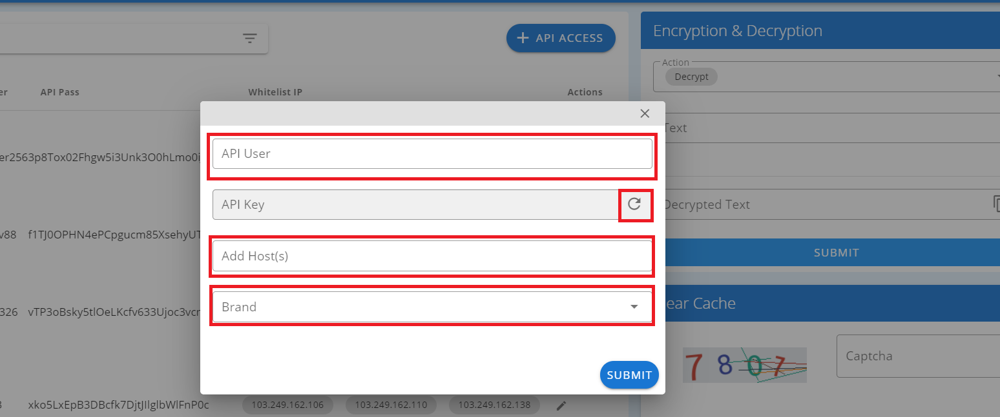 + API ACCESS
Encryption & Decryption
Action
Decrypt
er API Pass Whitelist IP Actions
Text
API User
er2563p8Tox02Fhgw5i3Unk3O0hLmo0i
API Key
Decrypted Text
v88 f1TJ0OPHN4ePCpgucm85XsehyUT
Add Host(s)
SUBMIT
Brand
ear Cache
326 vTP3oBsky5tlOeLKcfv633Ujoc3vcr
7807
Captcha
SUBMIT
103.249.162.106 103.249.162.110 103.249.162.138